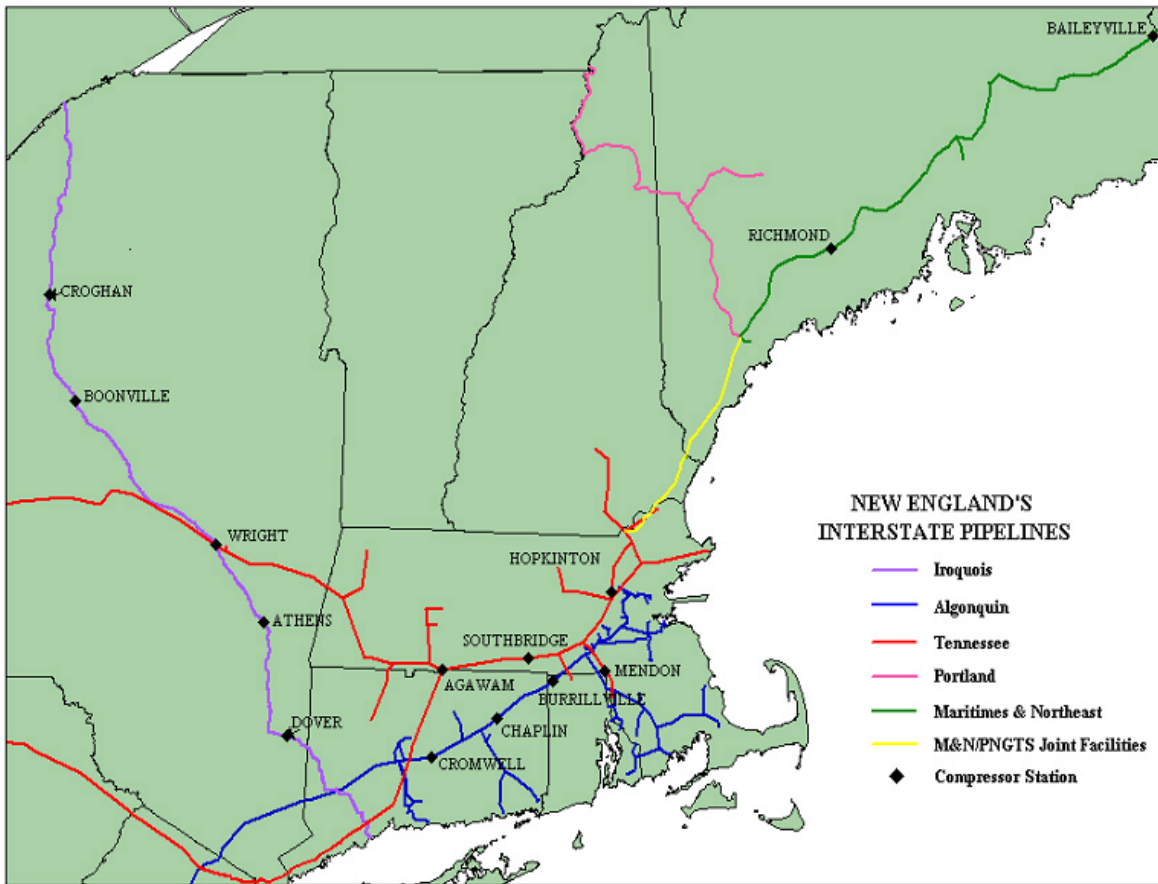 BAILEYVILLE
RICHMOND
CROGHAN
BOONVILLE
WRIGHT
HOPKINTON
ATHENS
SOUTHBRIDGE
AGAWAM
MENDON
BURRILLVILLE
DOVER
CHAPLIN
CROMWELL
NEW ENGLAND'S
INTERSTATE PIPELINES
Iroquois
Algonquin
Tennessee
Portland
Maritimes & Northeast
M&N/PNGTS Joint Facilities
Compressor Station